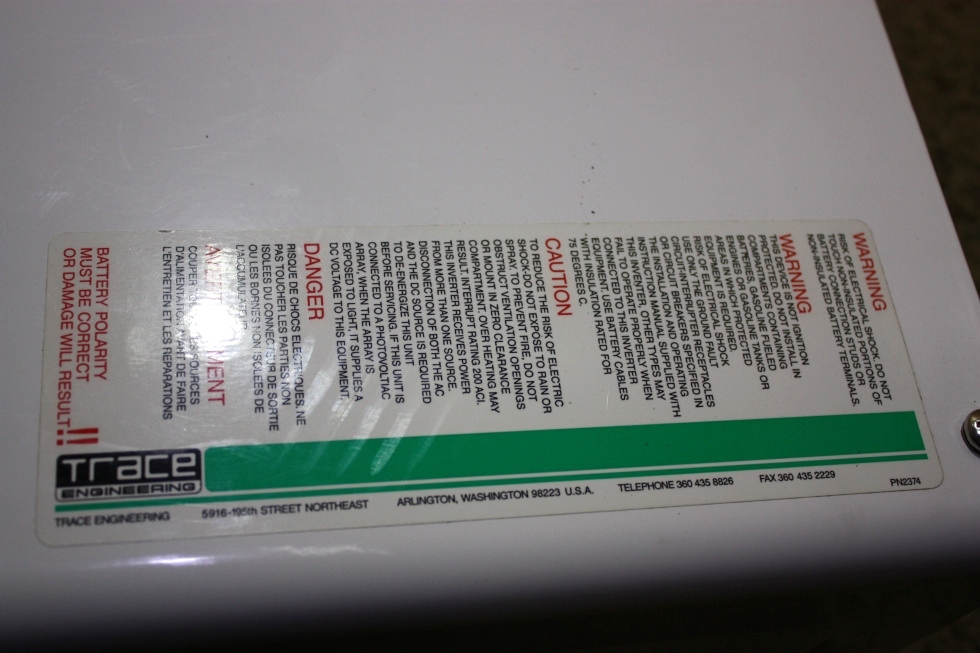 WARNING
RISK OF ELECTRICAL SHOCK. DO NOT
TOUCH NON-INSULATED PORTIONS OF
BATTERY CONNECTION STUDS OR
NON-INSULATED BATTERY TERMINALS.
WARNING
THIS DEVICE IS NOT IGNITION
PROTECTED. DO NOT INSTALL IN
COMPARTMENTS CONTAINING
BATTERIES, GASOLINE FUELED
ENGINES OR GASOLINE TANKS OR
AREAS IN WHICH PROTECTED
EQUIPMENT IS REQUIRED.
RISK OF ELECTRICAL SHOCK
USE ONLY THE GROUND FAULT
CIRCUIT-INTERRUPTER RECEPTACLES
OR CIRCUIT BREAKERS SPECIFIED IN
THE INSTALLATION AND OPERATING
INSTRUCTION MANUAL SUPPLIED WITH
THIS INVERTER. OTHER TYPES MAY
FAIL TO OPERATE PROPERLY WHEN
CONNECTED TO THIS INVERTER
EQUIPMENT. USE BATTERY CABLES
WITH INSULATION RATED FOR
75 DEGREES C.
CAUTION
TO REDUCE THE RISK OF ELECTRIC
SHOCK-DO NOT EXPOSE TO RAIN OR
SPRAY. TO PREVENT FIRE, DO NOT
OBSTRUCT VENTILATION OPENINGS
OR MOUNT IN ZERO CLEARANCE
COMPARTMENT. OVER HEATING MAY
RESULT. INTERRUPT RATING 200 ACI.
THIS INVERTER RECEIVES POWER
FROM MORE THAN ONE SOURCE.
DISCONNECTION OF BOTH THE AC
AND THE DC SOURCE IS REQUIRED
TO DE-ENERGIZE THIS UNIT
BEFORE SERVICING. IF THIS UNIT IS
CONNECTED TO A PHOTOVOLTIAC
ARRAY, WHEN THE ARRAY IS
EXPOSED TO LIGHT, IT SUPPLIES A
DC VOLTAGE TO THIS EQUIPMENT.
DANGER
RISQUE DE CHOCS ELECTRIQUES. NE
PAS TOUCHER LES PARTIES NON
ISOLEES DU CONNECTEUR DE SORTIE
OU LES BORNES NON ISOLEES DE
L'ACCUMULATEUR.
COUPER SOURCES
D'ALIMENTATION AVANT DE FAIRE
L'ENTRETIEN ET LES REPARATIONS
BATTERY POLARITY
MUST BE CORRECT
OR DAMAGE WILL RESULT!!
Trace
ENGINEERING
TRACE ENGINEERING 5916-195th STREET NORTHEAST ARLINGTON, WASHINGTON 98223 U.S.A. TELEPHONE 360 435 8826 FAX 360 435 2229 PN2374